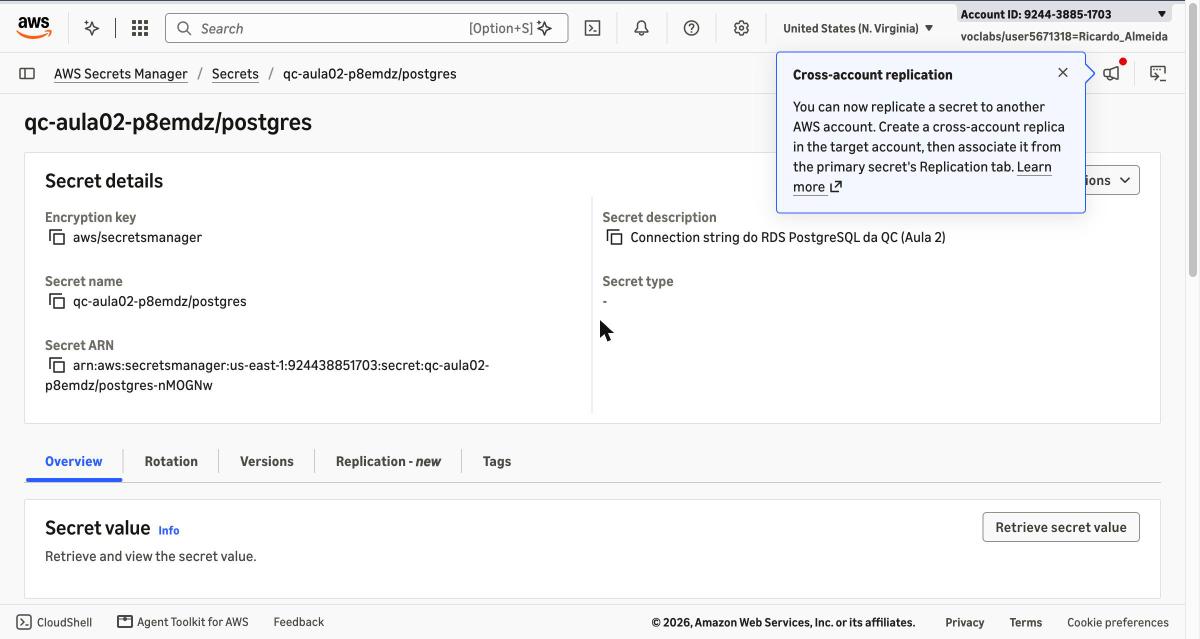 aws
Search
[Option+S]
United States (N. Virginia)
Account ID: 9244-3885-1703
voclabs/user5671318=Ricardo_Almeida
AWS Secrets Manager / Secrets / qc-aula02-p8emdz/postgres
Cross-account replication
You can now replicate a secret to another
AWS account. Create a cross-account replica
in the target account, then associate it from
the primary secret's Replication tab. Learn
more
qc-aula02-p8emdz/postgres
Secret details
ions
Encryption key
aws/secretsmanager
Secret description
Connection string do RDS PostgreSQL da QC (Aula 2)
Secret name
qc-aula02-p8emdz/postgres
Secret type
-
Secret ARN
arn:aws:secretsmanager:us-east-1:924438851703:secret:qc-aula02-
p8emdz/postgres-nMOGNw
Overview
Rotation
Versions
Replication - new
Tags
Secret value Info
Retrieve secret value
Retrieve and view the secret value.
CloudShell
Agent Toolkit for AWS
Feedback
© 2026, Amazon Web Services, Inc. or its affiliates.
Privacy
Terms
Cookie preferences